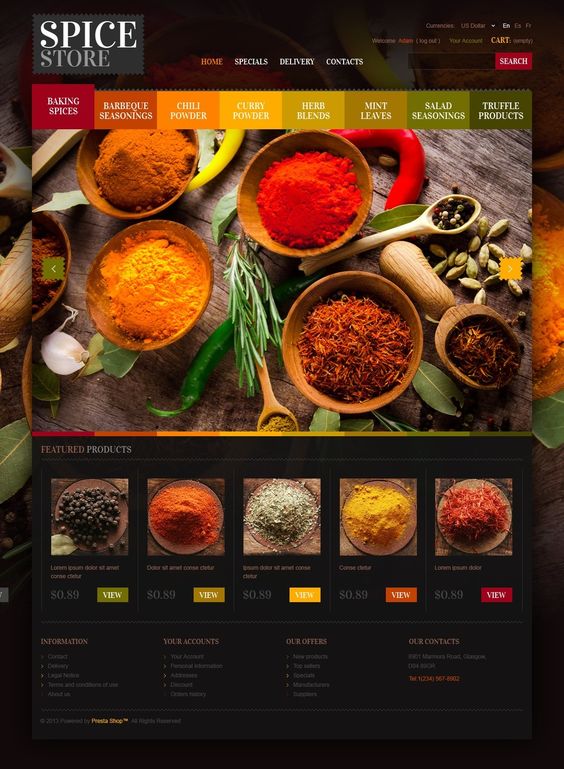 SPICE
STORE
Currencies: US Dollar En Es Fr
Welcome Adam ( log out ) Your Account CART: (empty)
HOME SPECIALS DELIVERY CONTACTS
SEARCH
BAKING
SPICES
BARBEQUE
SEASONINGS
CHILI
POWDER
CURRY
POWDER
HERB
BLENDS
MINT
LEAVES
SALAD
SEASONINGS
TRUFFLE
PRODUCTS
FEATURED PRODUCTS
Lorem ipsum dolor sit amet
conse ctetur
$0.89 VIEW
Dolor sit amet conse ctetur
$0.89 VIEW
Ipsum dolor sit amet conse
ctetur
$0.89 VIEW
Conse ctetur
$0.89 VIEW
Lorem ipsum dolor
$0.89 VIEW
INFORMATION
Contact
Delivery
Legal Notice
Terms and conditions of use
About us
YOUR ACCOUNTS
Your Account
Personal information
Addresses
Discount
Orders history
OUR OFFERS
New products
Top sellers
Specials
Manufacturers
Suppliers
OUR CONTACTS
8901 Marmora Road, Glasgow,
D04 89GR
Tel:1(234) 567-8902
© 2013 Powered by Presta Shop™. All Rights Reserved